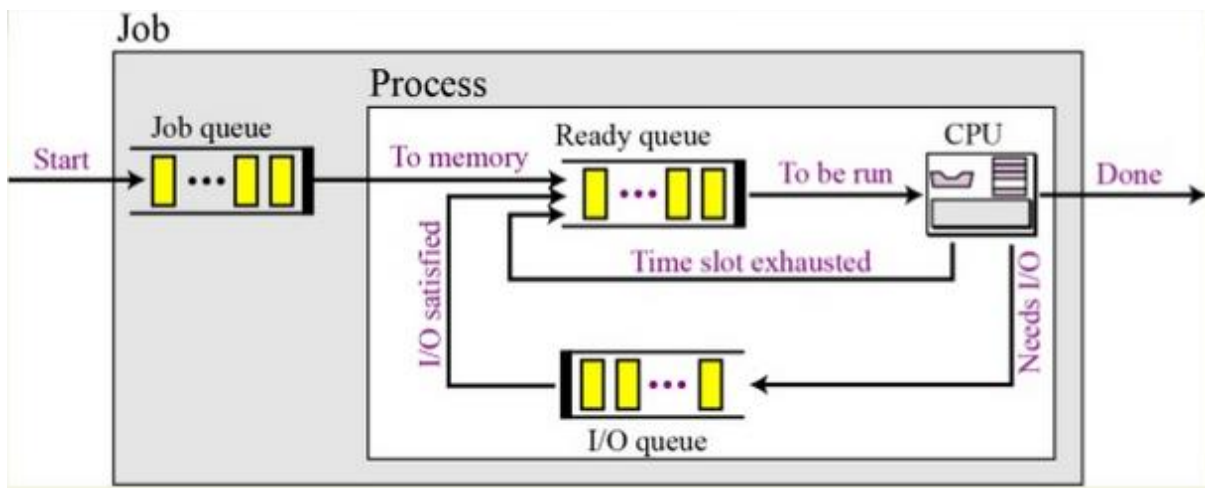 Job
Process
Job queue
Ready queue
CPU
Start
To memory
To be run
Done
Time slot exhausted
I/O satisfied
Needs I/O
I/O queue